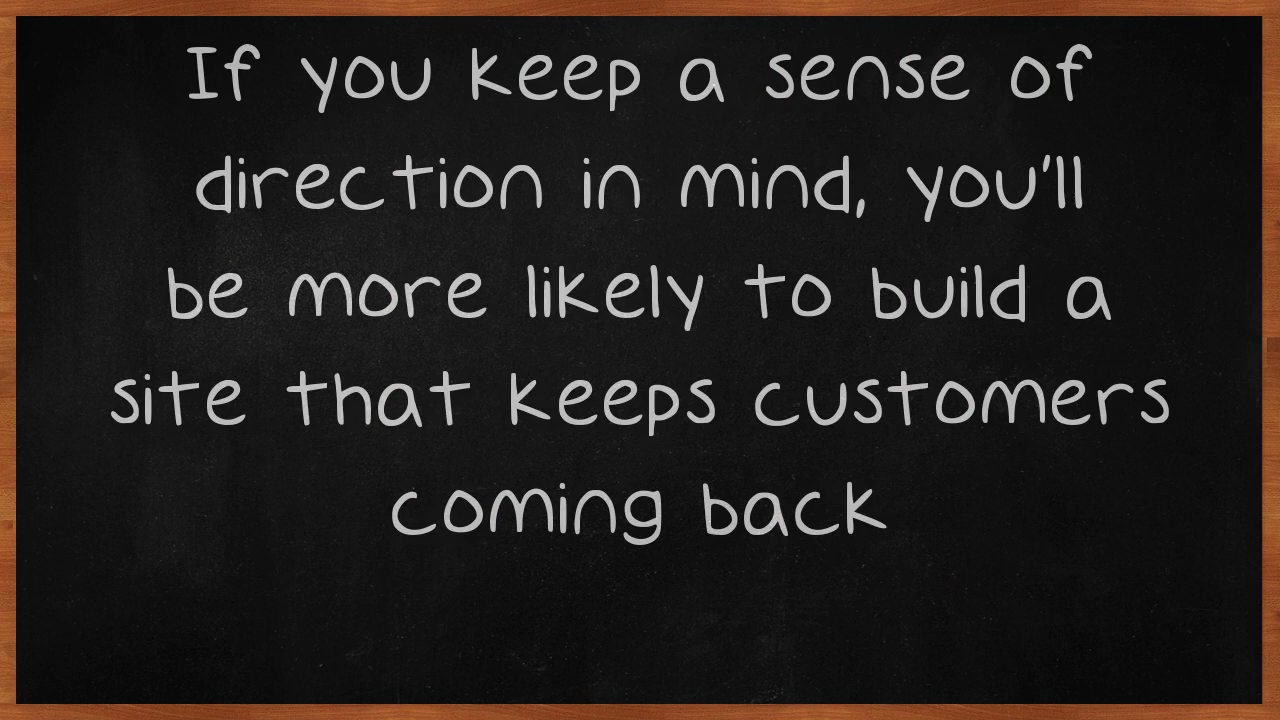 If you keep a sense of
direction in mind, you'll
be more likely to build a
site that keeps customers
coming back